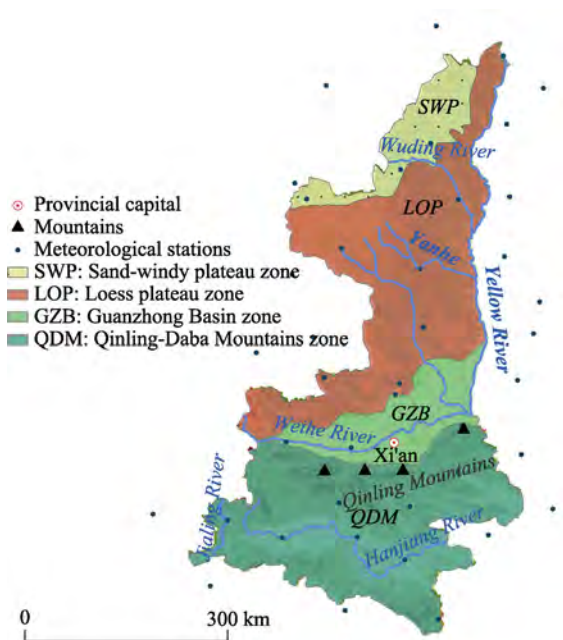 SWP
Wuding River
LOP
Yanhe
Yellow River
Provincial capital
Mountains
Meteorological stations
SWP: Sand-windy plateau zone
LOP: Loess plateau zone
GZB: Guanzhong Basin zone
QDM: Qinling-Daba Mountains zone
GZB
Wethe River
Xi'an
Qinling Mountains
QDM
Jialing River
Hanjiang River
0 300 km